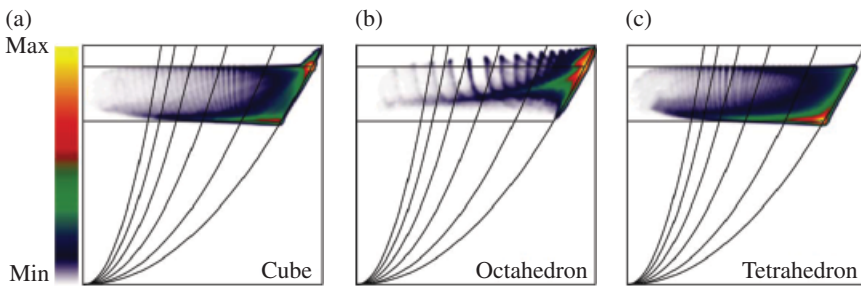 (a)
(b)
(c)
Max
Min
Cube
Octahedron
Tetrahedron